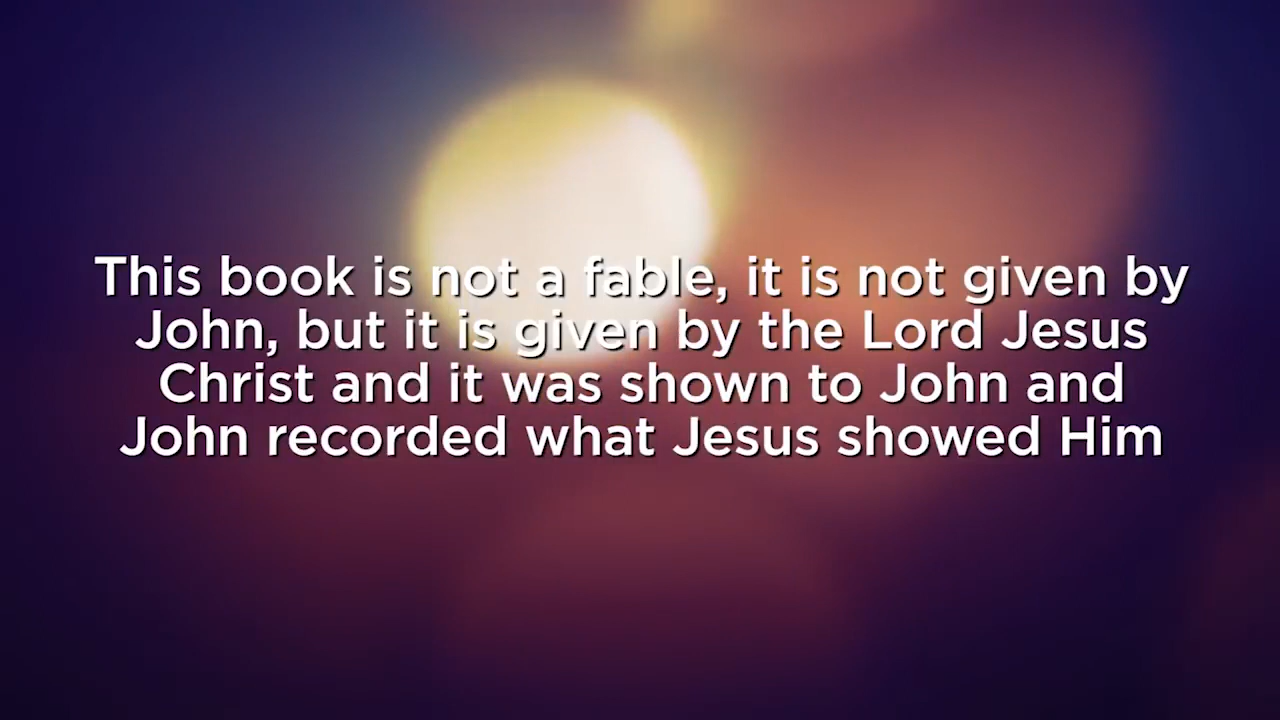 This book is not a fable, it is not given by
John, but it is given by the Lord Jesus
Christ and it was shown to John and
John recorded what Jesus showed Him